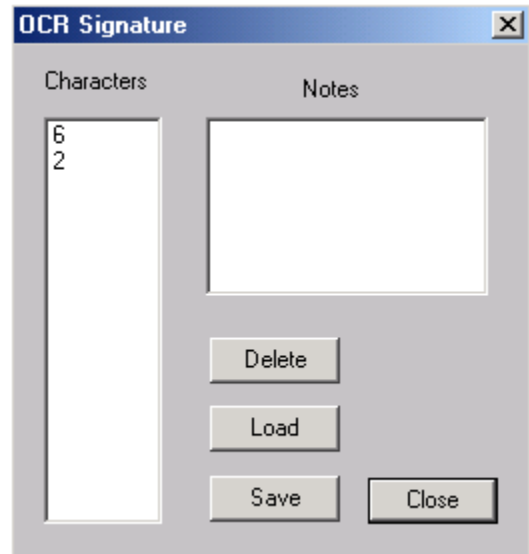 OCR Signature
Characters
Notes
6
2
Delete
Load
Save
Close